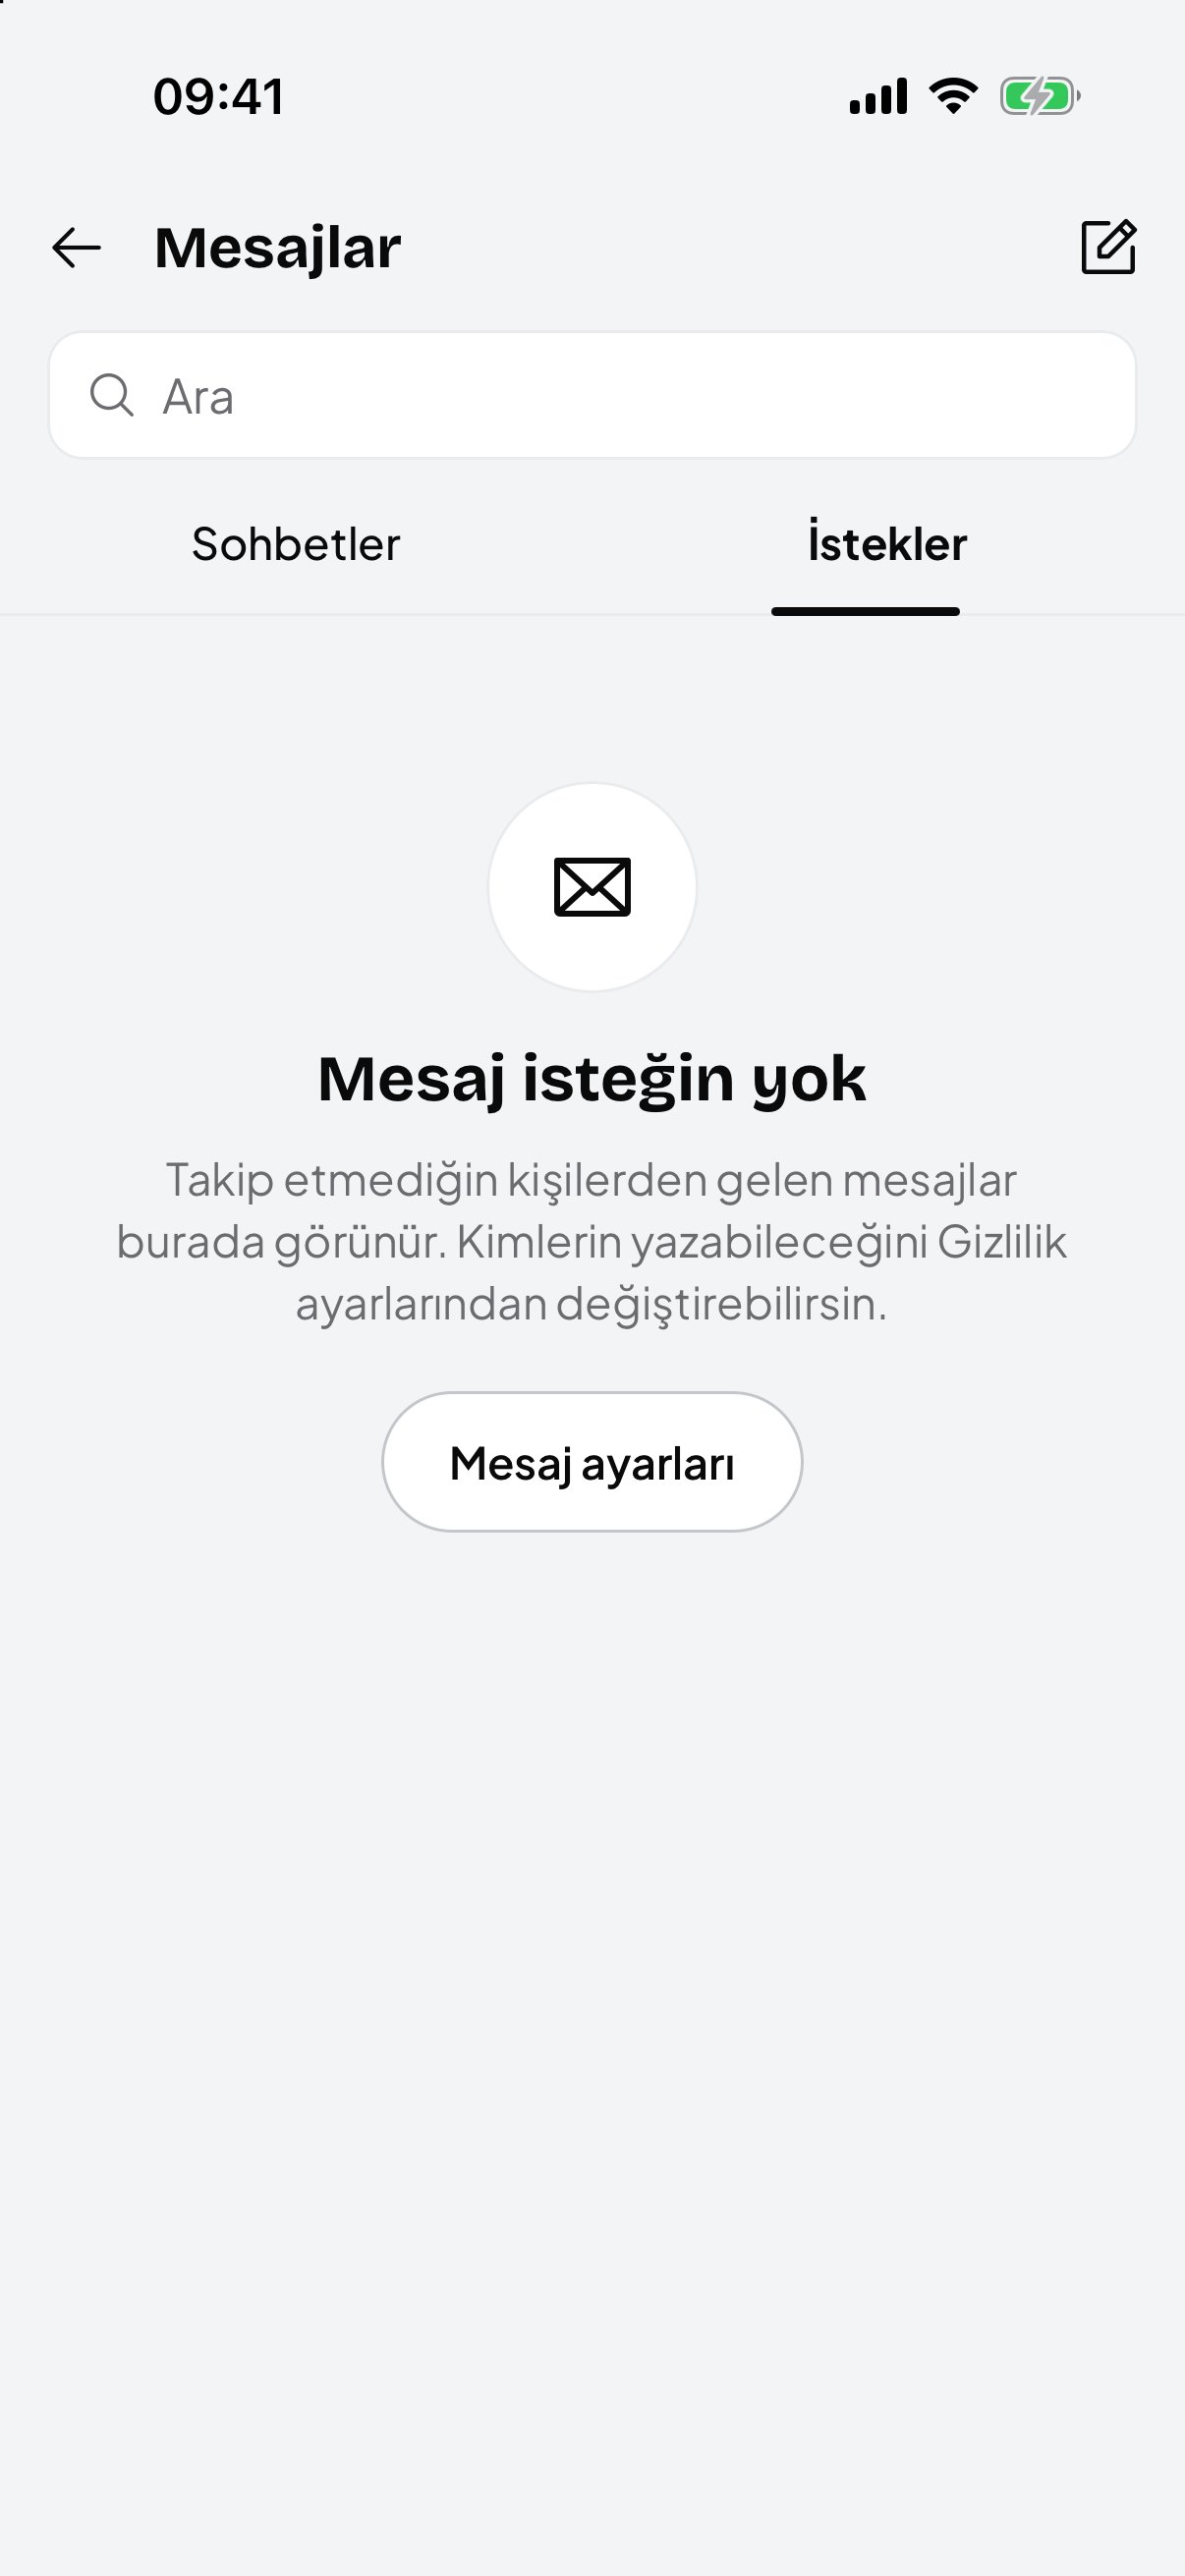 09:41
Mesajlar
Ara
Sohbetler
İstekler
Mesaj isteğin yok
Takip etmediğin kişilerden gelen mesajlar
burada görünür. Kimlerin yazabileceğini Gizlilik
ayarlarından değiştirebilirsin.
Mesaj ayarları